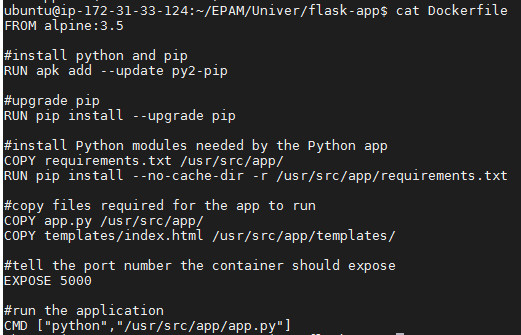 ubuntu@ip-172-31-33-124:~/EPAM/Univer/flask-app$ cat Dockerfile
FROM alpine:3.5
#install python and pip
RUN apk add --update py2-pip
#upgrade pip
RUN pip install --upgrade pip
#install Python modules needed by the Python app
COPY requirements.txt /usr/src/app/
RUN pip install --no-cache-dir -r /usr/src/app/requirements.txt
#copy files required for the app to run
COPY app.py /usr/src/app/
COPY templates/index.html /usr/src/app/templates/
#tell the port number the container should expose
EXPOSE 5000
#run the application
CMD ["python","/usr/src/app/app.py"]